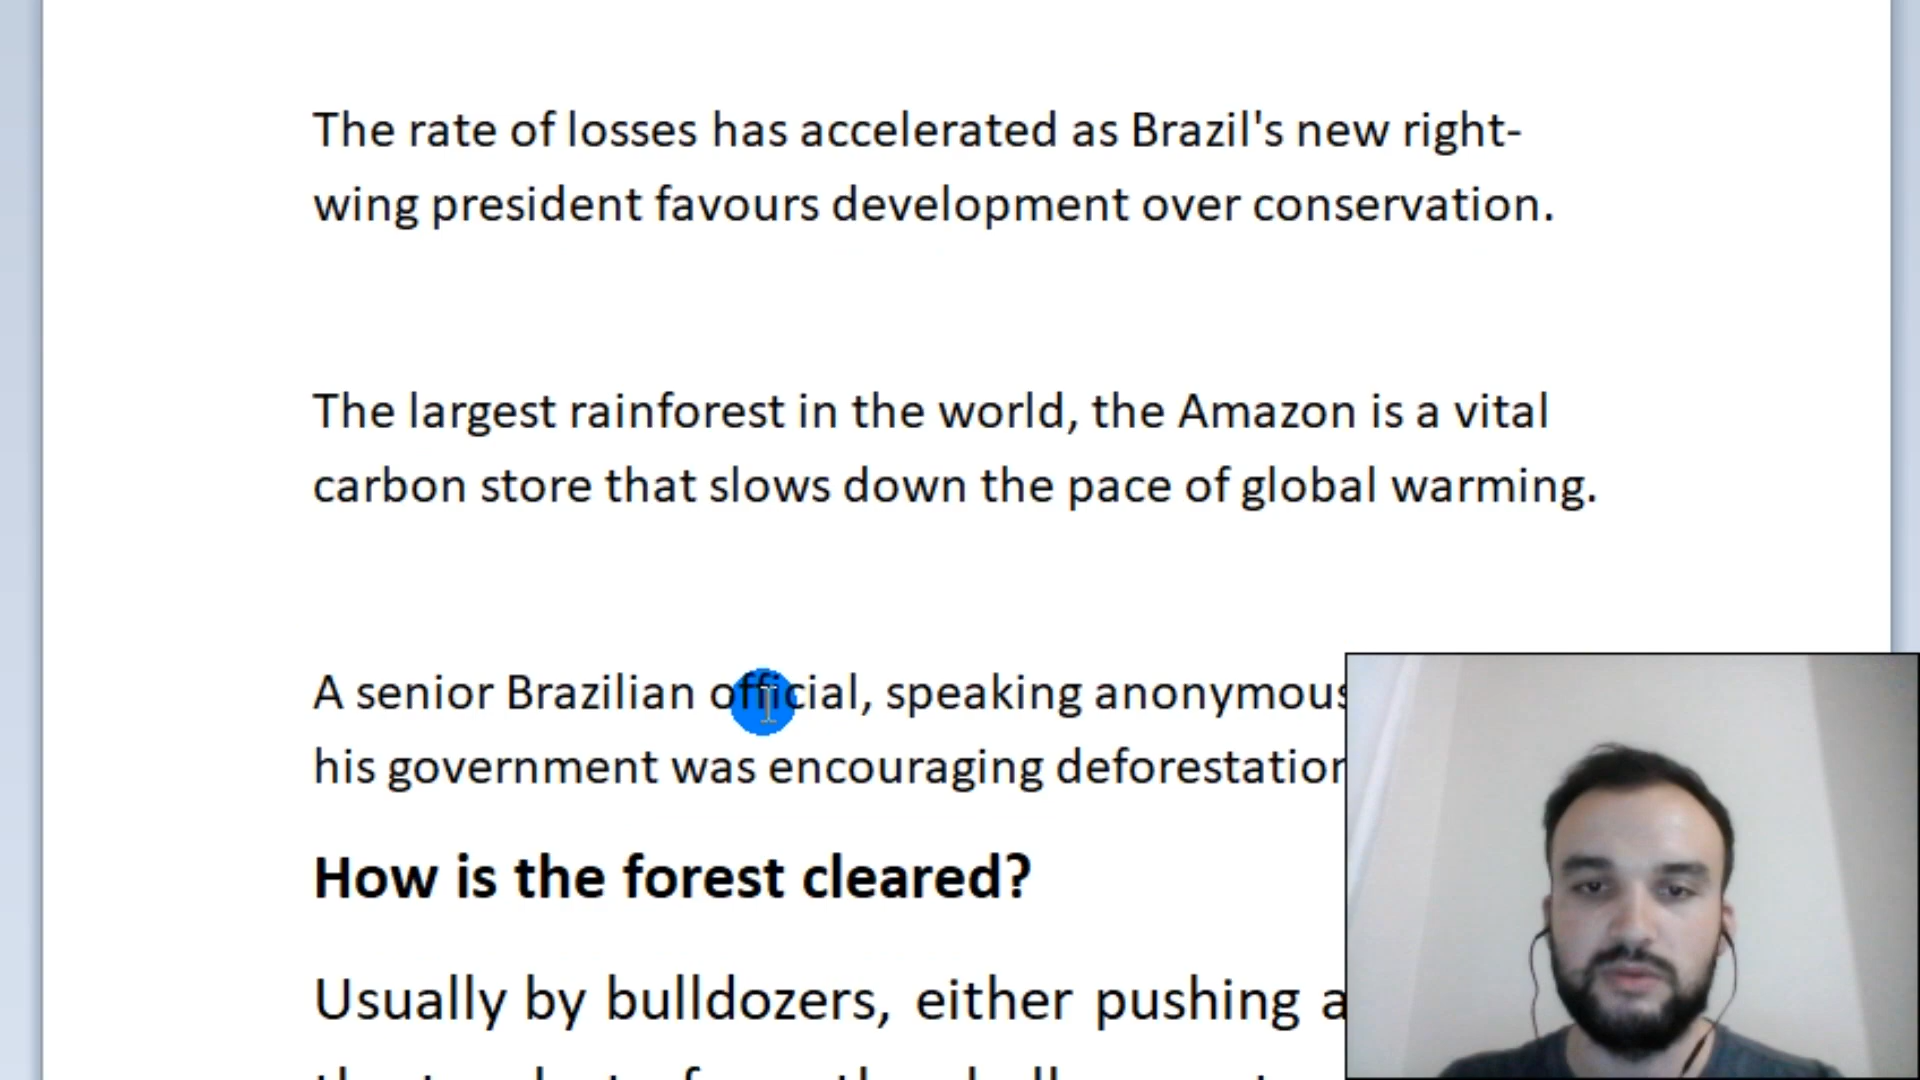 The rate of losses has accelerated as Brazil's new right-
wing president favours development over conservation.
The largest rainforest in the world, the Amazon is a vital
carbon store that slows down the pace of global warming.
A senior Brazilian official, speaking
his government was encouraging
How is the forest cleared?
Usually by bulldozers, either pushing